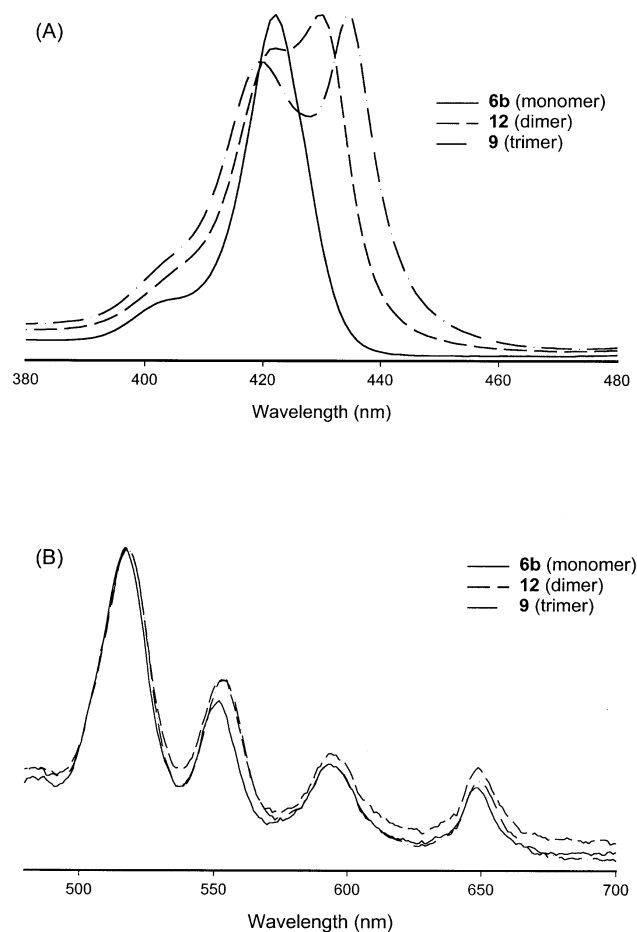 (A)
6b (monomer)
12 (dimer)
9 (trimer)
380 400 420 440 460 480
Wavelength (nm)
(B)
6b (monomer)
12 (dimer)
9 (trimer)
500 550 600 650 700
Wavelength (nm)